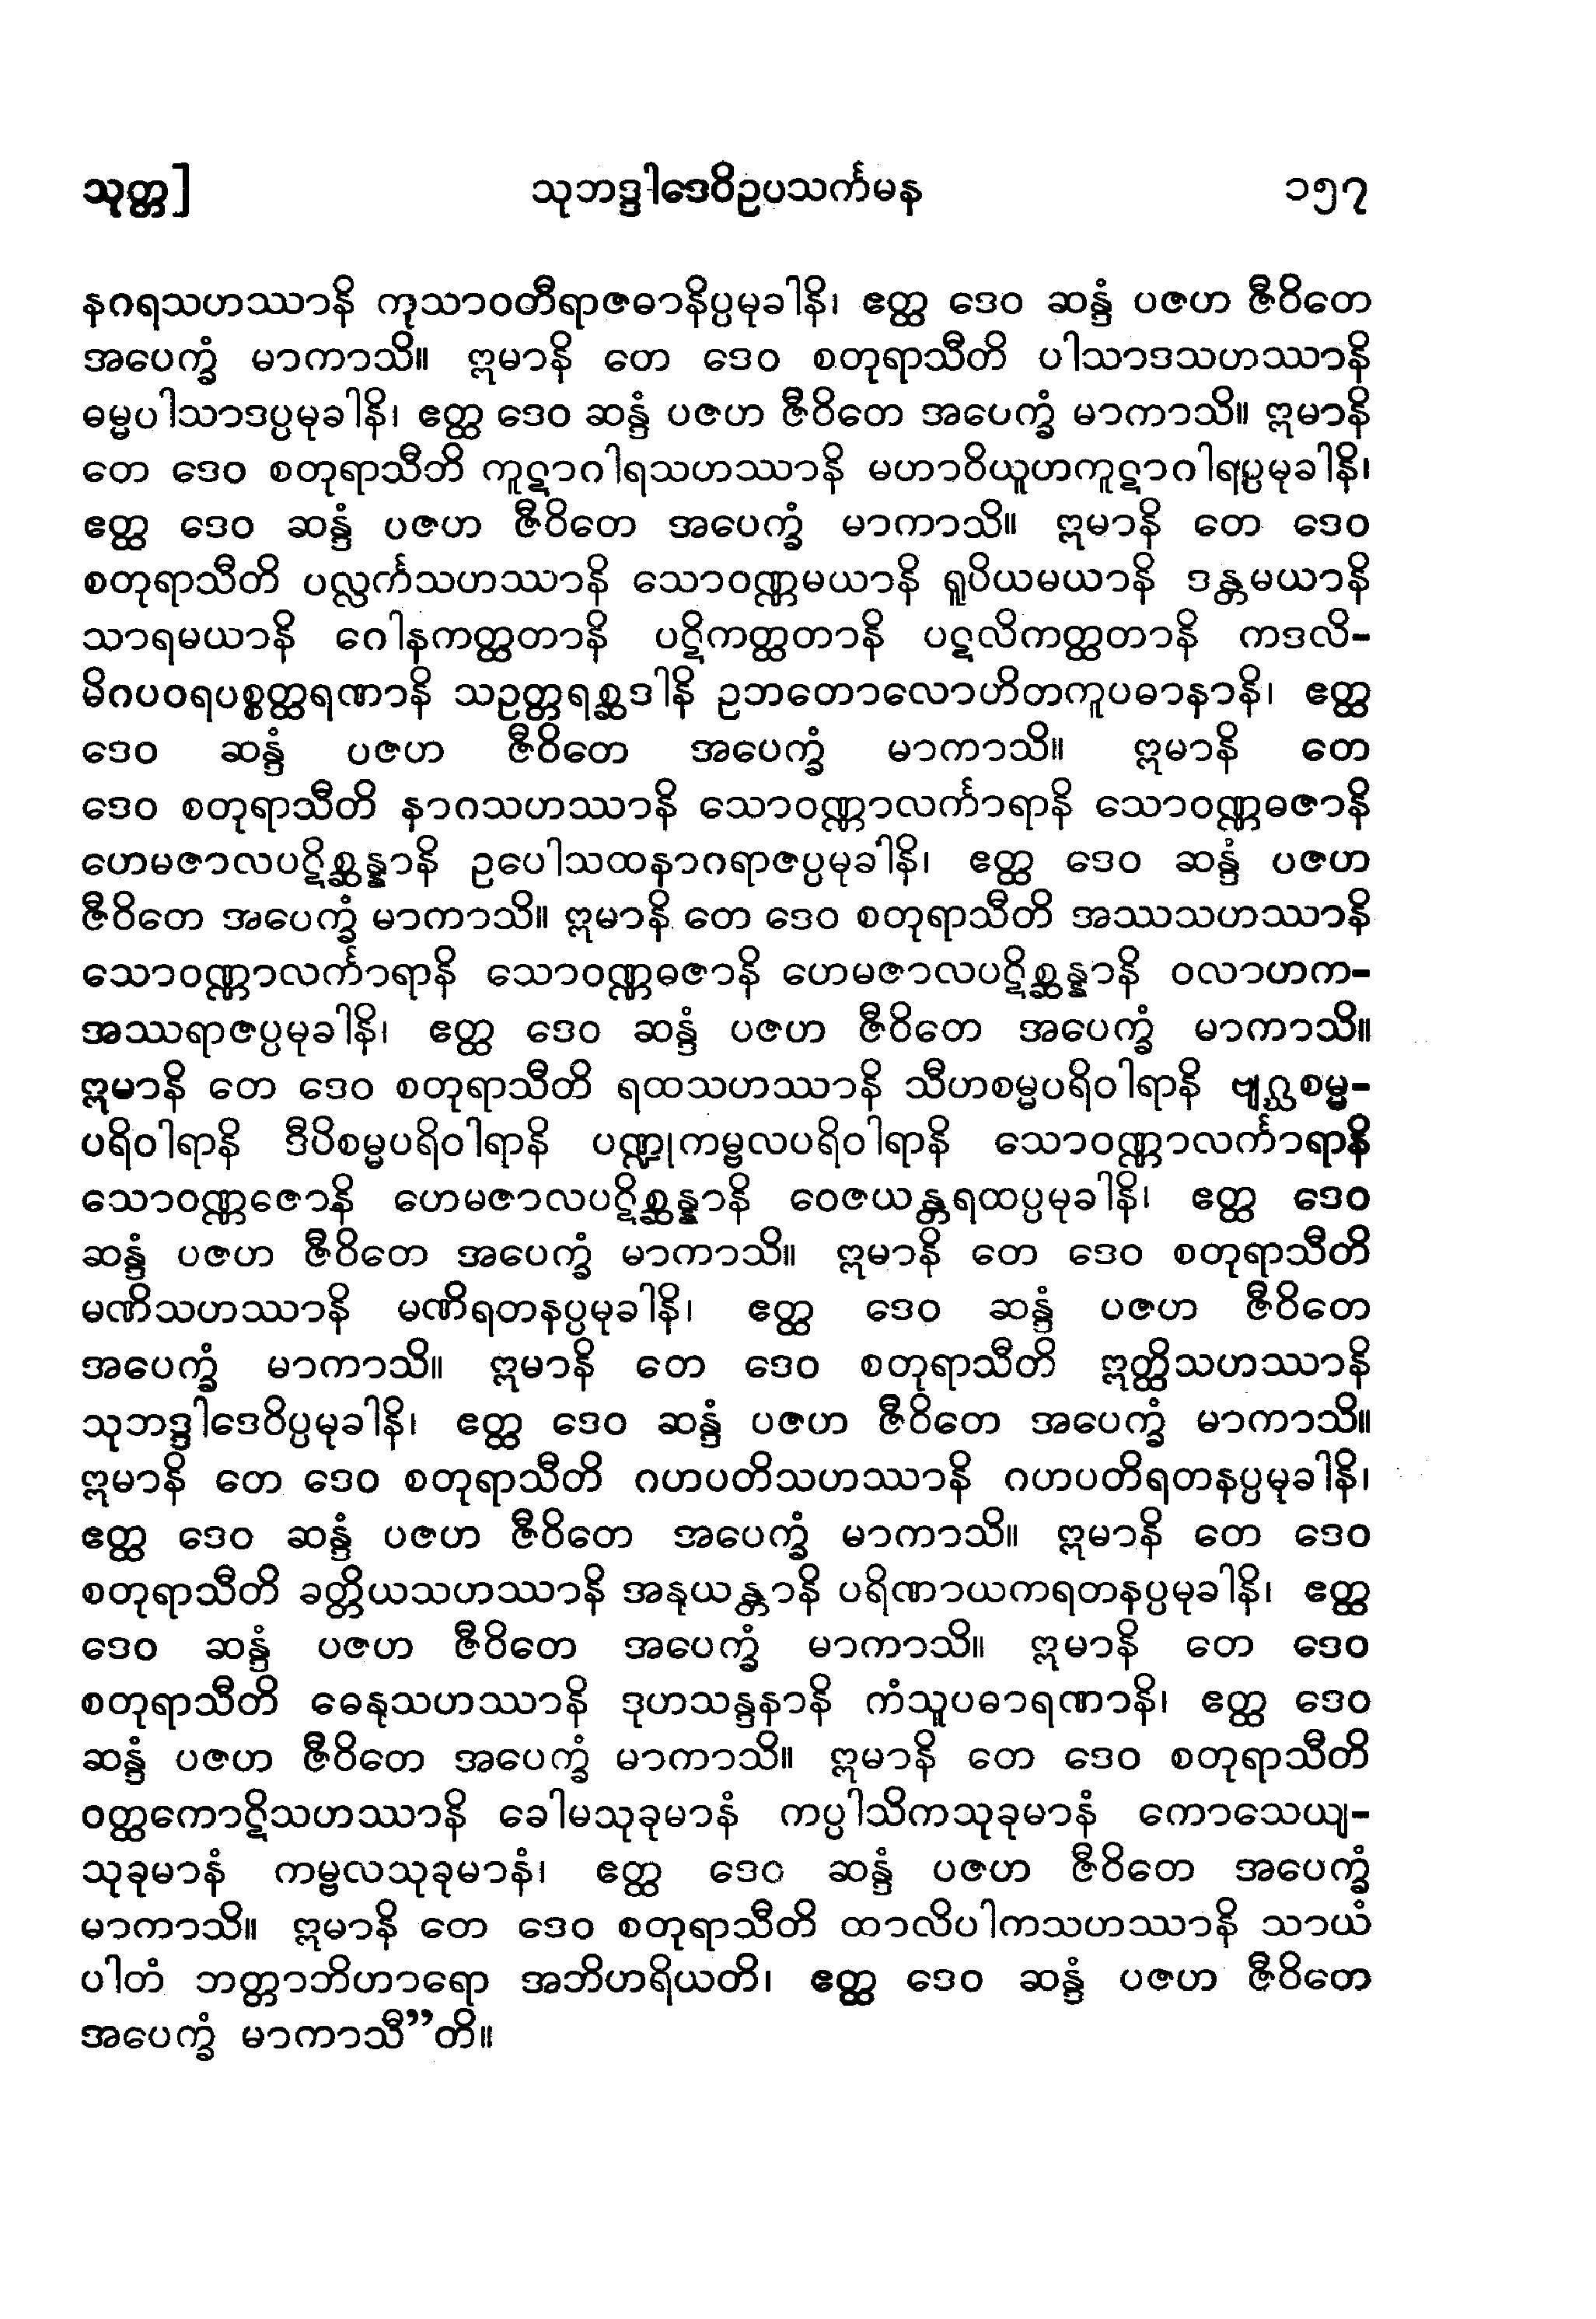 သုတ္တ] သုဘဒ္ဒါဒေဝိဥပသင်္ကမန ၁၅၇
နဂရသဟဿာနိ ကုသာဝတီရာဇဓာနိပ္ပမုခါနိ၊ ဧတ္ထ ဒေဝ ဆန္ဒံ ပဇဟ ဇီဝိတေ
အပေက္ခံ မာကာသိ။ ဣမာနိ တေ ဒေဝ စတုရာသီတိ ပါသာဒသဟဿာနိ
ဓမ္မပါသာဒပ္ပမုခါနိ၊ ဧတ္ထ ဒေဝ ဆန္ဒံ ပဇဟ ဇီဝိတေ အပေက္ခံ မာကာသိ။ ဣမာနိ
တေ ဒေဝ စတုရာသီတိ ကူဋာဂါရသဟဿာနိ မဟာဝိယူဟကူဋာဂါရပ္ပမုခါနိ၊
ဧတ္ထ ဒေဝ ဆန္ဒံ ပဇဟ ဇီဝိတေ အပေက္ခံ မာကာသိ။ ဣမာနိ တေ ဒေဝ
စတုရာသီတိ ပလ္လင်္ကသဟဿာနိ သောဝဏ္ဏမယာနိ ရူပိယမယာနိ ဒန္တမယာနိ
သာရမယာနိ ဂေါနကတ္ထတာနိ ပဋိကတ္ထတာနိ ပဋလိကတ္ထတာနိ ကဒလိ-
မိဂပဝရပစ္စတ္ထရဏာနိ သဥတ္တရစ္ဆဒါနိ ဥဘတောလောဟိတကူပဓာနာနိ၊ ဧတ္ထ
ဒေဝ ဆန္ဒံ ပဇဟ ဇီဝိတေ အပေက္ခံ မာကာသိ။ ဣမာနိ တေ
ဒေဝ စတုရာသီတိ နာဂသဟဿာနိ သောဝဏ္ဏာလင်္ကာရာနိ သောဝဏ္ဏဓဇာနိ
ဟေမဇာလပဋိစ္ဆန္နာနိ ဥပေါသထနာဂရာဇပ္ပမုခါနိ၊ ဧတ္ထ ဒေဝ ဆန္ဒံ ပဇဟ
ဇီဝိတေ အပေက္ခံ မာကာသိ။ ဣမာနိ တေ ဒေဝ စတုရာသီတိ အဿသဟဿာနိ
သောဝဏ္ဏာလင်္ကာရာနိ သောဝဏ္ဏဓဇာနိ ဟေမဇာလပဋိစ္ဆန္နာနိ ဝလာဟက-
အဿရာဇပ္ပမုခါနိ၊ ဧတ္ထ ဒေဝ ဆန္ဒံ ပဇဟ ဇီဝိတေ အပေက္ခံ မာကာသိ။
ဣမာနိ တေ ဒေဝ စတုရာသီတိ ရထသဟဿာနိ သီဟစမ္မပရိဝါရာနိ ဗျဂ္ဃစမ္မ-
ပရိဝါရာနိ ဒီပိစမ္မပရိဝါရာနိ ပဏ္ဍုကမ္ဗလပရိဝါရာနိ သောဝဏ္ဏာလင်္ကာရာနိ
သောဝဏ္ဏဇောနိ ဟေမဇာလပဋိစ္ဆန္နာနိ ဝေဇယန္တရထပ္ပမုခါနိ၊ ဧတ္ထ ဒေဝ
ဆန္ဒံ ပဇဟ ဇီဝိတေ အပေက္ခံ မာကာသိ။ ဣမာနိ တေ ဒေဝ စတုရာသီတိ
မဏိသဟဿာနိ မဏိရတနပ္ပမုခါနိ၊ ဧတ္ထ ဒေဝ ဆန္ဒံ ပဇဟ ဇီဝိတေ
အပေက္ခံ မာကာသိ။ ဣမာနိ တေ ဒေဝ စတုရာသီတိ ဣတ္ထိသဟဿာနိ
သုဘဒ္ဒါဒေဝိပ္ပမုခါနိ၊ ဧတ္ထ ဒေဝ ဆန္ဒံ ပဇဟ ဇီဝိတေ အပေက္ခံ မာကာသိ။
ဣမာနိ တေ ဒေဝ စတုရာသီတိ ဂဟပတိသဟဿာနိ ဂဟပတိရတနပ္ပမုခါနိ၊
ဧတ္ထ ဒေဝ ဆန္ဒံ ပဇဟ ဇီဝိတေ အပေက္ခံ မာကာသိ။ ဣမာနိ တေ ဒေဝ
စတုရာသီတိ ခတ္တိယသဟဿာနိ အနုယန္တာနိ ပရိဏာယကရတနပ္ပမုခါနိ၊ ဧတ္ထ
ဒေဝ ဆန္ဒံ ပဇဟ ဇီဝိတေ အပေက္ခံ မာကာသိ။ ဣမာနိ တေ ဒေဝ
စတုရာသီတိ ဓေနုသဟဿာနိ ဒုဟသန္ဒနာနိ ကံသူပဓာရဏာနိ၊ ဧတ္ထ ဒေဝ
ဆန္ဒံ ပဇဟ ဇီဝိတေ အပေက္ခံ မာကာသိ။ ဣမာနိ တေ ဒေဝ စတုရာသီတိ
ဝတ္ထကောဋိသဟဿာနိ ခေါမသုခုမာနံ ကပ္ပါသိကသုခုမာနံ ကောသေယျ-
သုခုမာနံ ကမ္ဗလသုခုမာနံ၊ ဧတ္ထ ဒေဝ ဆန္ဒံ ပဇဟ ဇီဝိတေ အပေက္ခံ
မာကာသိ။ ဣမာနိ တေ ဒေဝ စတုရာသီတိ ထာလိပါကသဟဿာနိ သာယံ
ပါတံ ဘတ္တာဘိဟာရော အဘိဟရိယတိ၊ ဧတ္ထ ဒေဝ ဆန္ဒံ ပဇဟ ဇီဝိတေ
အပေက္ခံ မာကာသီ”တိ။